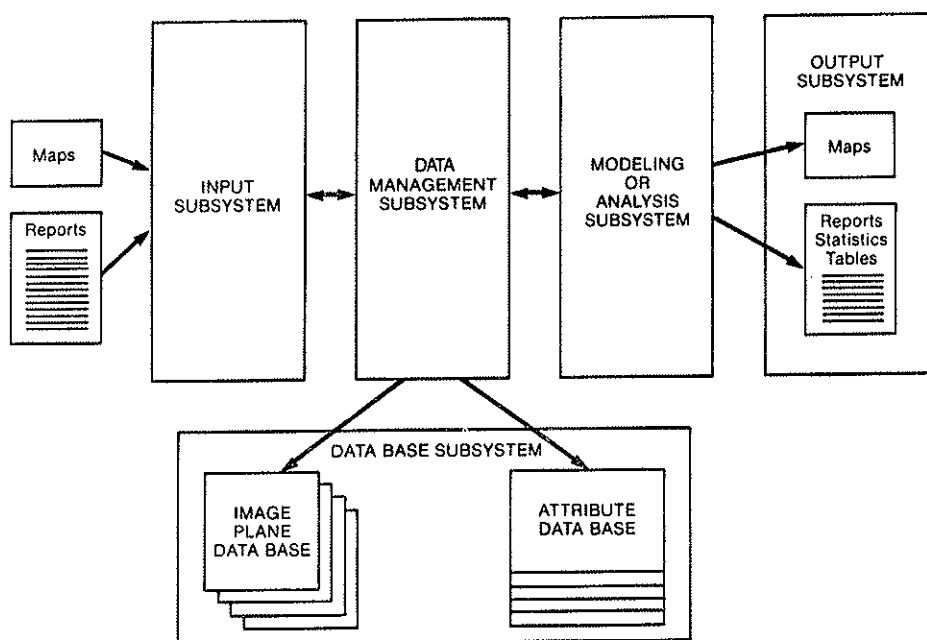 Maps
Reports
INPUT
SUBSYSTEM
DATA
MANAGEMENT
SUBSYSTEM
MODELING
OR
ANALYSIS
SUBSYSTEM
OUTPUT
SUBSYSTEM
Maps
Reports
Statistics
Tables
DATA BASE SUBSYSTEM
IMAGE
PLANE
DATA BASE
ATTRIBUTE
DATA BASE